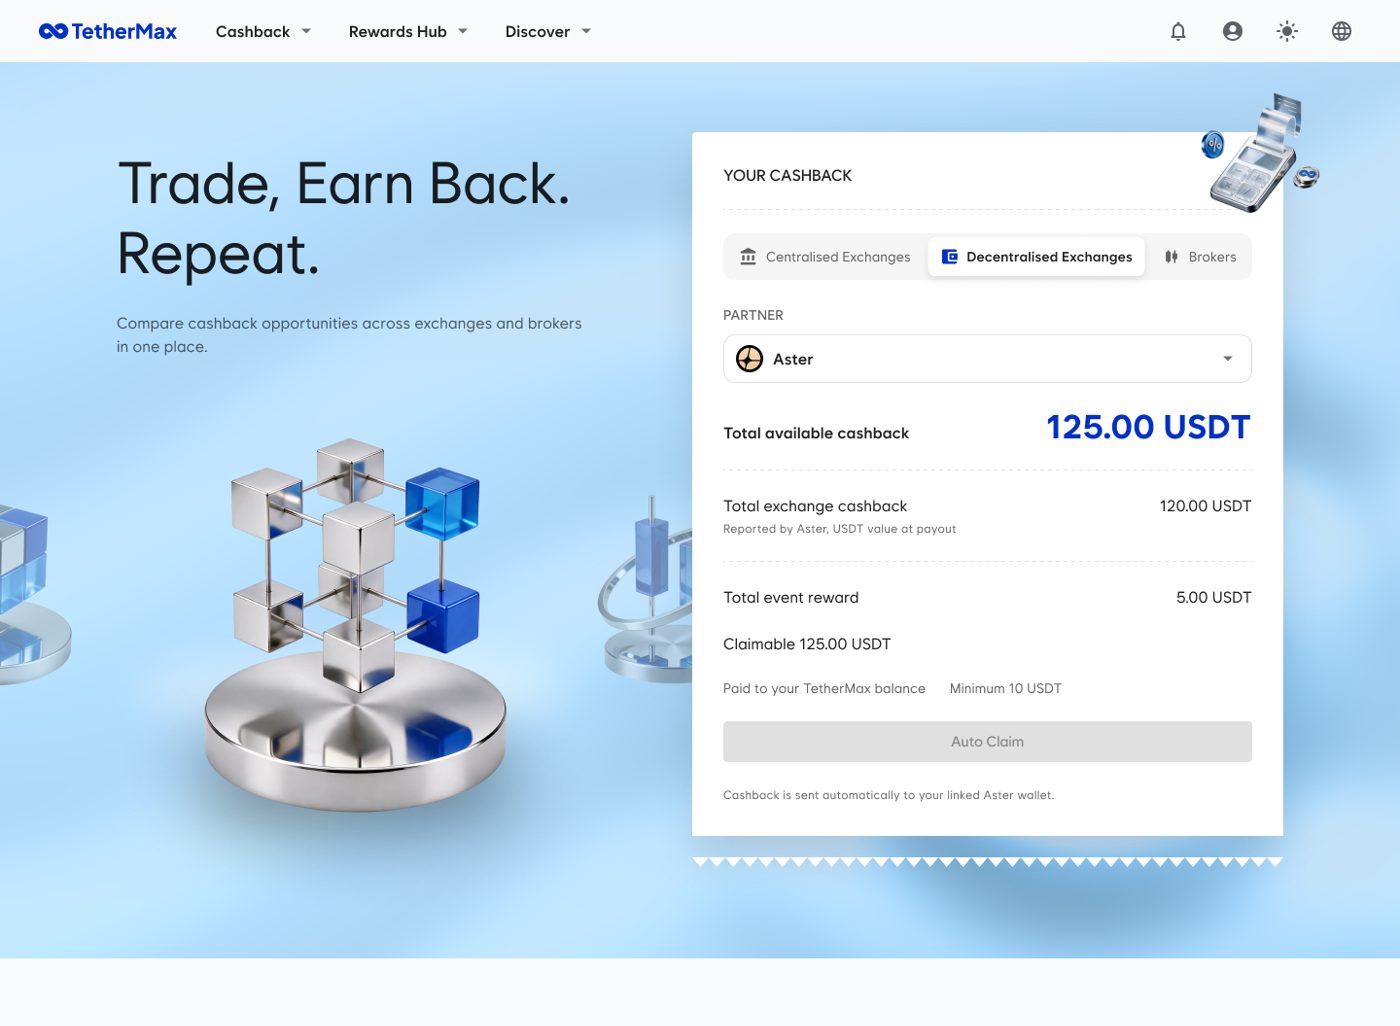 TetherMax Cashback Rewards Hub Discover
Trade, Earn Back.
Repeat.
Compare cashback opportunities across exchanges and brokers
in one place.
YOUR CASHBACK
Centralised Exchanges Decentralised Exchanges Brokers
PARTNER
Aster
Total available cashback 125.00 USDT
Total exchange cashback 120.00 USDT
Reported by Aster, USDT value at payout
Total event reward 5.00 USDT
Claimable 125.00 USDT
Paid to your TetherMax balance Minimum 10 USDT
Auto Claim
Cashback is sent automatically to your linked Aster wallet.
%